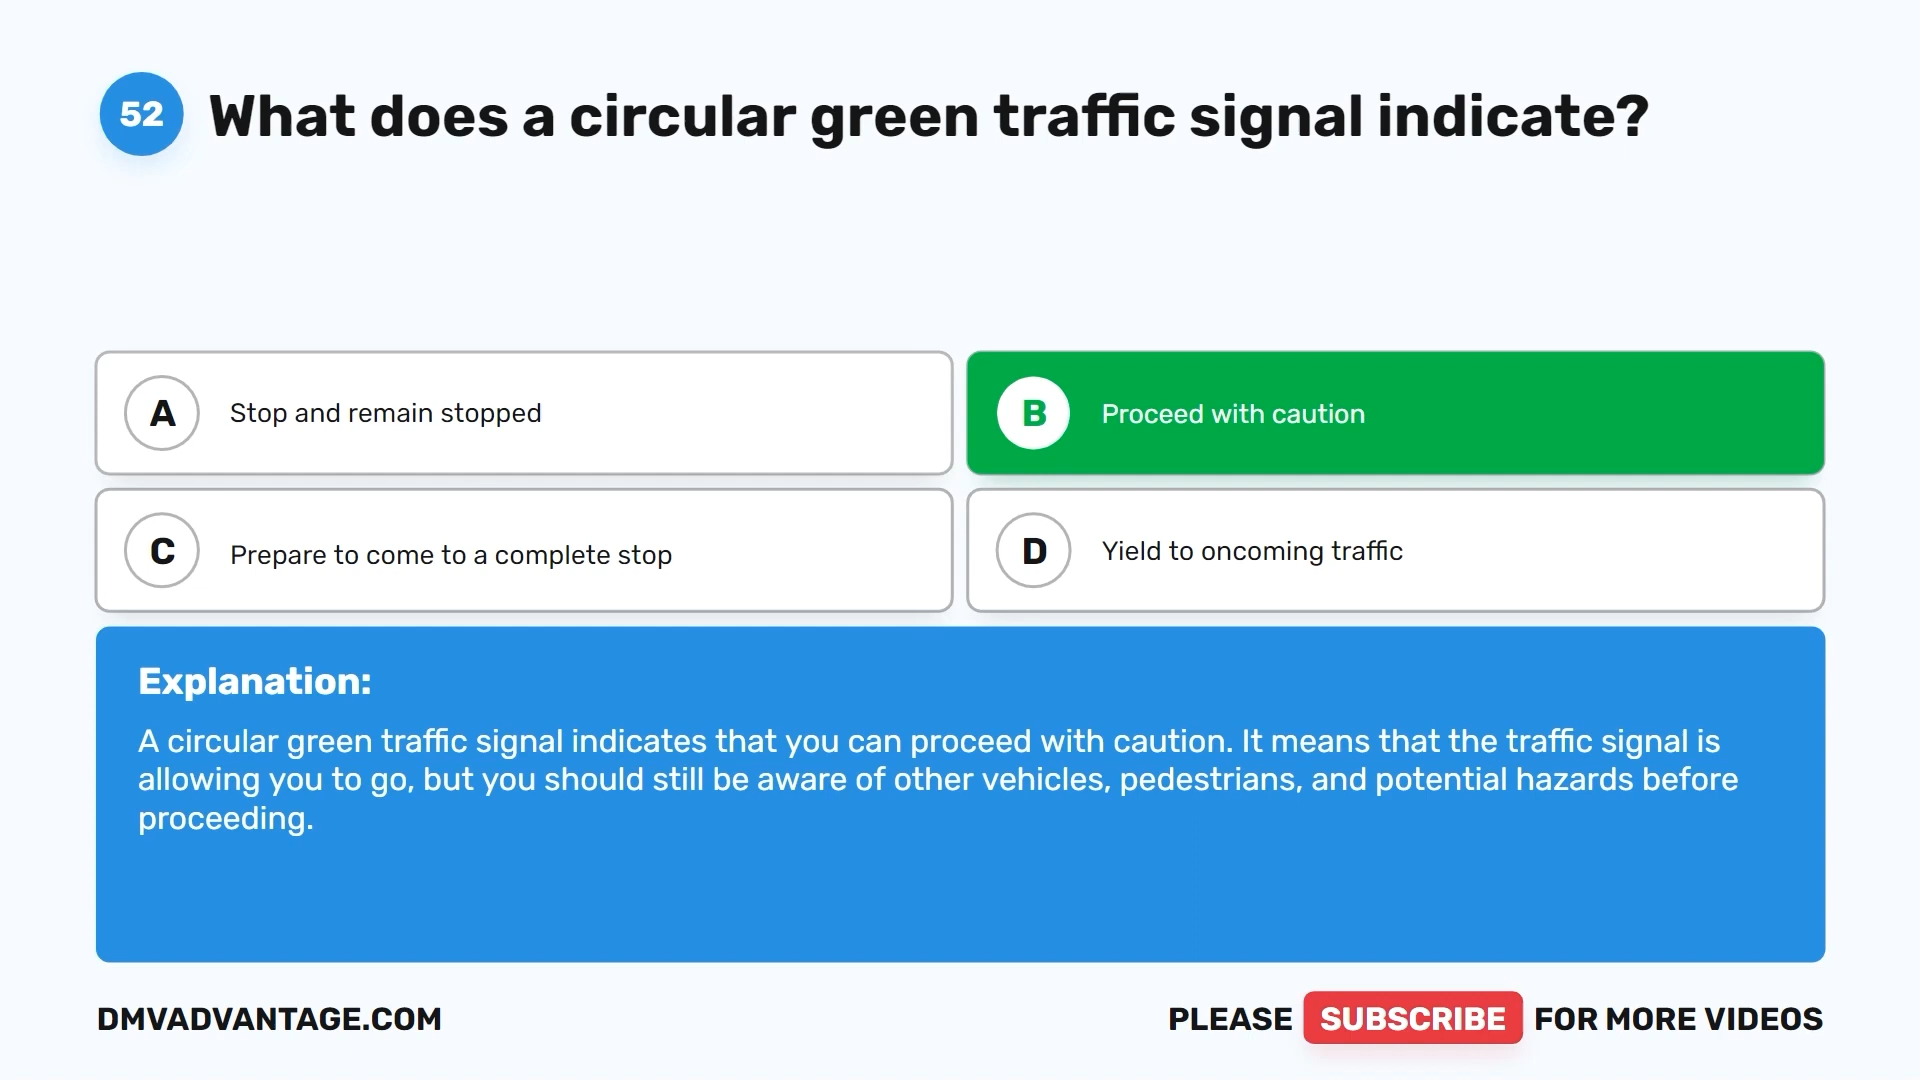 52 What does a circular green traffic signal indicate?
A Stop and remain stopped
B Proceed with caution
C Prepare to come to a complete stop
D Yield to oncoming traffic
Explanation:
A circular green traffic signal indicates that you can proceed with caution. It means that the traffic signal is
allowing you to go, but you should still be aware of other vehicles, pedestrians, and potential hazards before
proceeding.
DMVADVANTAGE.COM
PLEASE SUBSCRIBE FOR MORE VIDEOS